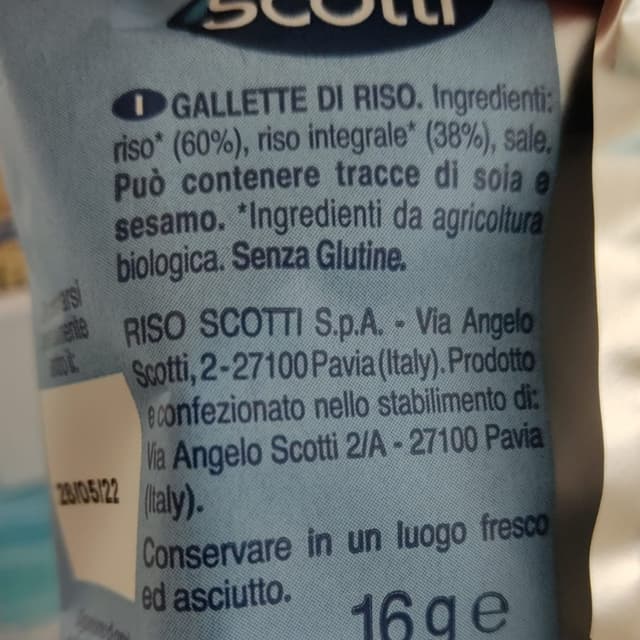 scotti
I GALLETTE DI RISO. Ingredienti:
riso* (60%), riso integrale* (38%), sale.
Può contenere tracce di soia e
sesamo. *Ingredienti da agricoltura
biologica. Senza Glutine.
RISO SCOTTI S.p.A. - Via Angelo
Scotti, 2-27100 Pavia (Italy). Prodotto
e confezionato nello stabilimento di:
Via Angelo Scotti 2/A - 27100 Pavia
(Italy).
28/05/22
Conservare in un luogo fresco
ed asciutto.
16 g e